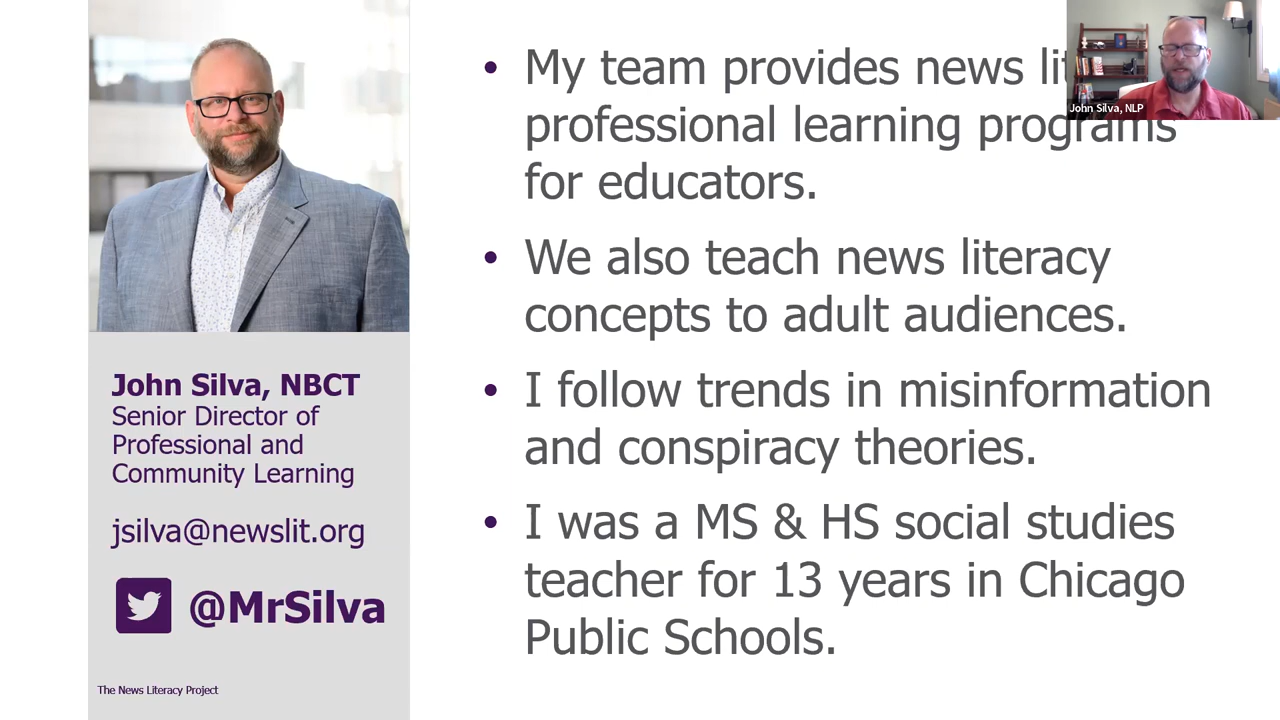 My team provides news
professional learning programs
for educators.
We also teach news literacy
concepts to adult audiences.
I follow trends in misinformation
and conspiracy theories.
I was a MS & HS social studies
teacher for 13 years in Chicago
Public Schools.
John Silva, NLP
John Silva, NBCT
Senior Director of
Professional and
Community Learning
jsilva@newslit.org
@MrSilva
The News Literacy Project